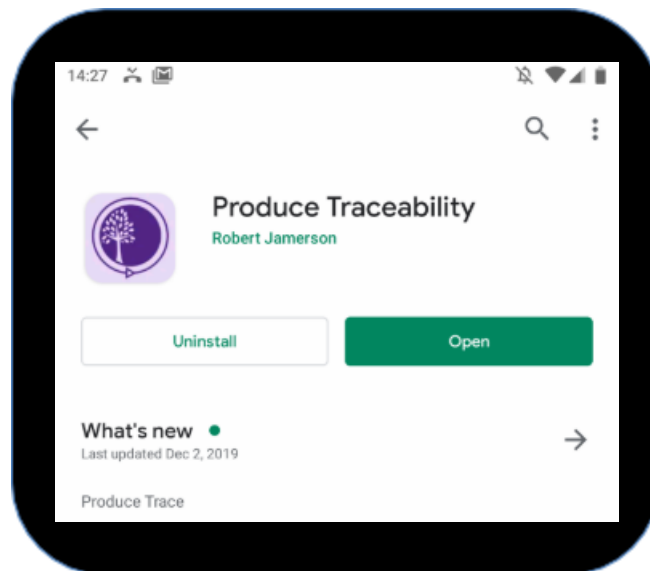 14:27
Produce Traceability
Robert Jamerson
Uninstall
Open
What's new
Last updated Dec 2, 2019
Produce Trace